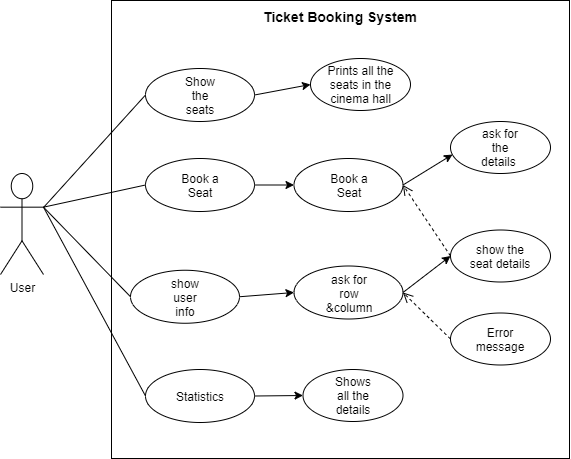 Ticket Booking System
Show
the
seats
Prints all the
seats in the
cinema hall
Book a
Seat
Book a
Seat
ask for
the
details
User
show
user
info
ask for
row
&column
show the
seat details
Error
message
Statistics
Shows
all the
details